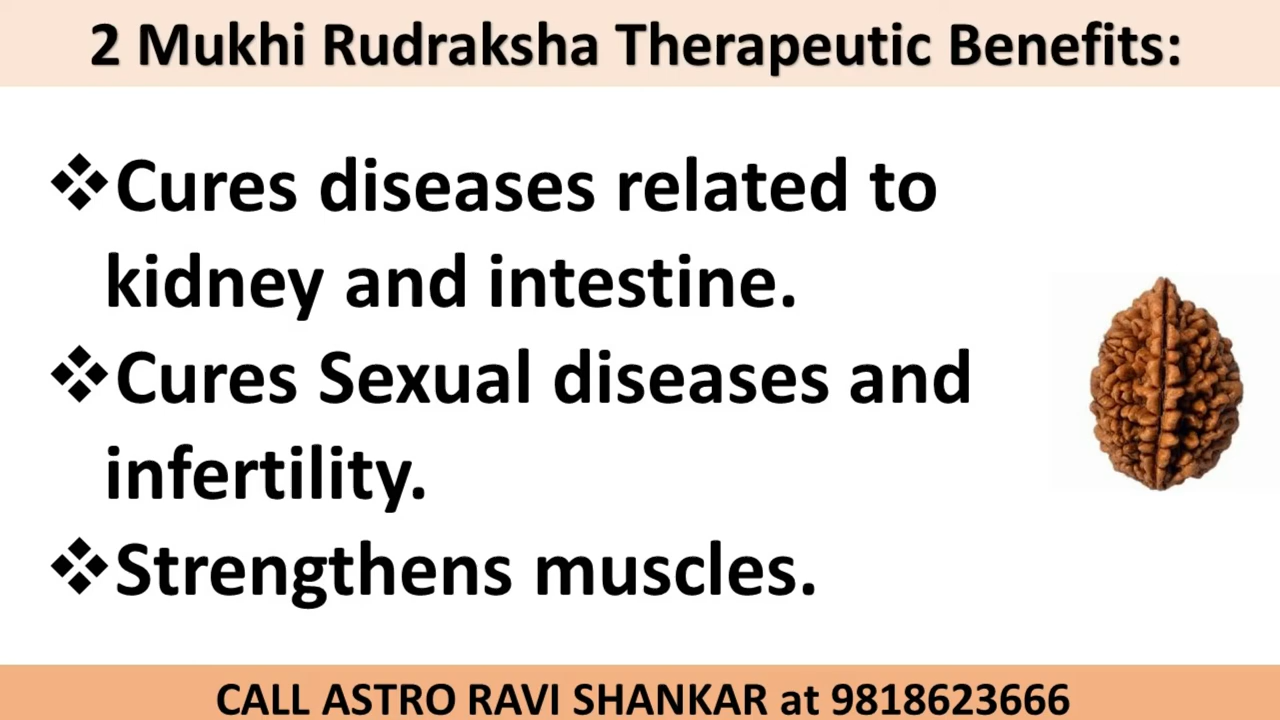 2 Mukhi Rudraksha Therapeutic Benefits:
❖Cures diseases related to
kidney and intestine.
❖Cures Sexual diseases and
infertility.
❖Strengthens muscles.
CALL ASTRO RAVI SHANKAR at 9818623666